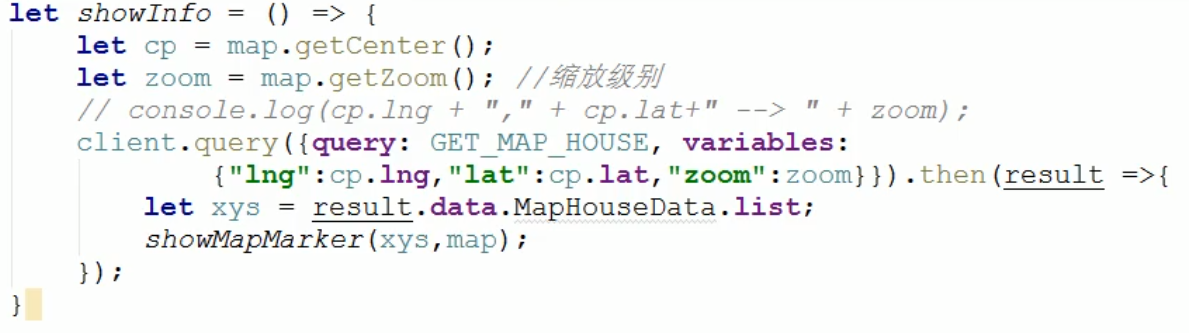 let showInfo = () => {
    let cp = map.getCenter();
    let zoom = map.getZoom(); //缩放级别
    // console.log(cp.lng + "," + cp.lat+" --> " + zoom);
    client.query({query: GET_MAP_HOUSE, variables:
            {"lng":cp.lng,"lat":cp.lat,"zoom":zoom}}).then(result =>{
        let xys = result.data.MapHouseData.list;
        showMapMarker(xys,map);
    });
}